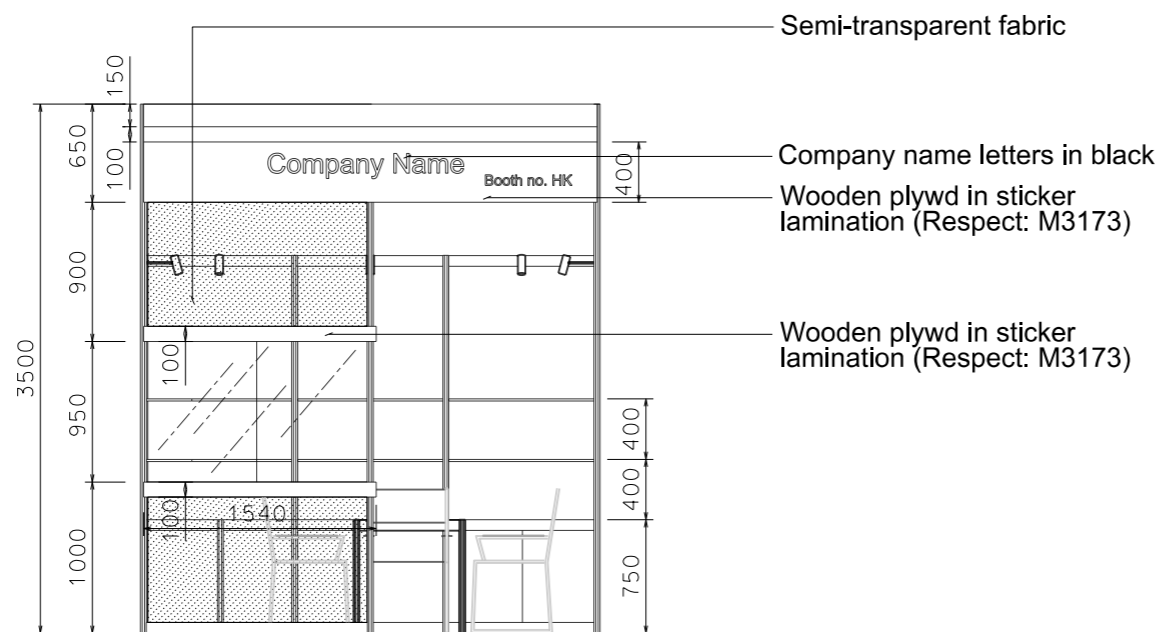 Semi-transparent fabric
150
650
100
Company Name
Booth no. HK
400
Company name letters in black
Wooden plywd in sticker
lamination (Respect: M3173)
900
3500
100
Wooden plywd in sticker
lamination (Respect: M3173)
950
400
400
100
1540
1000
750